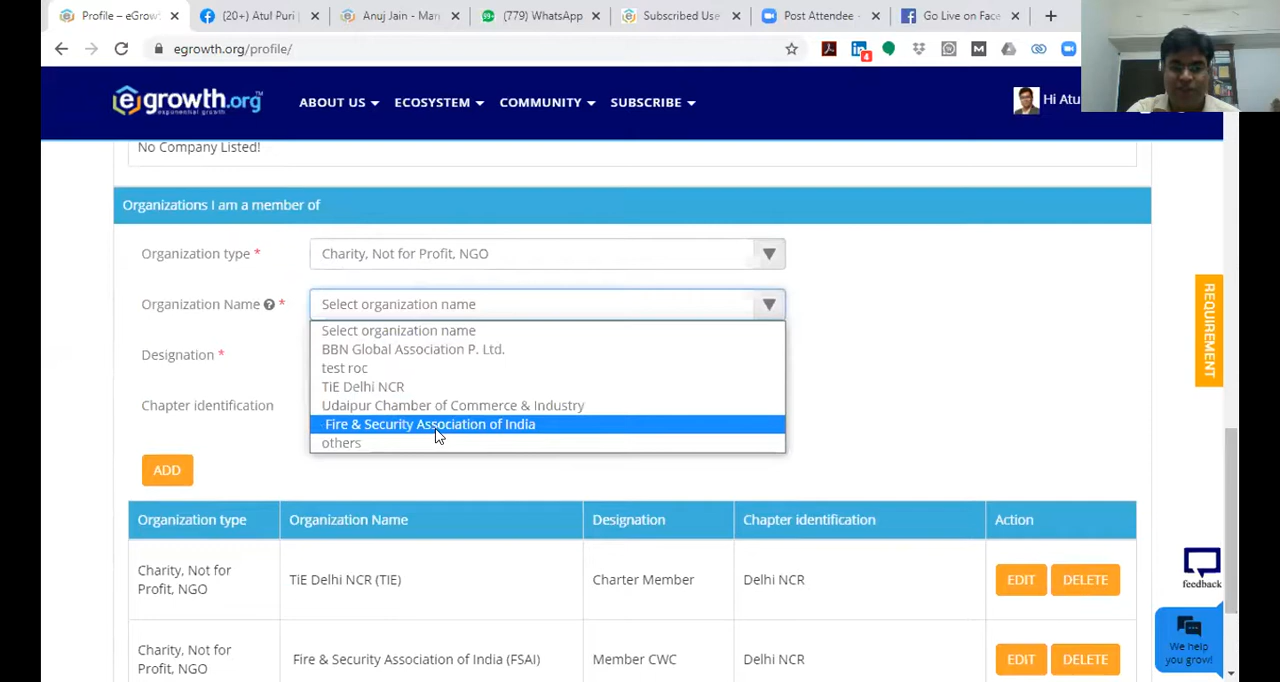 Profile – eGrow
(20+) Atul Puri |
Anuj Jain - Man
(779) WhatsApp
Subscribed Use
Post Attendee -
Go Live on Face
egrowth.org/profile/
4
egrowth.org™
exponential growth
ABOUT US
ECOSYSTEM
COMMUNITY
SUBSCRIBE
Hi Atu
No Company Listed!
Organizations I am a member of
Organization type *
Charity, Not for Profit, NGO
Organization Name *
Select organization name
Select organization name
BBN Global Association P. Ltd.
Designation *
test roc
TiE Delhi NCR
Chapter identification
Udaipur Chamber of Commerce & Industry
Fire & Security Association of India
others
REQUIREMENT
ADD
Organization type
Organization Name
Designation
Chapter identification
Action
Charity, Not for
Profit, NGO
TiE Delhi NCR (TIE)
Charter Member
Delhi NCR
EDIT
DELETE
Charity, Not for
Profit, NGO
Fire & Security Association of India (FSAI)
Member CWC
Delhi NCR
EDIT
DELETE
feedback
We help
you grow!